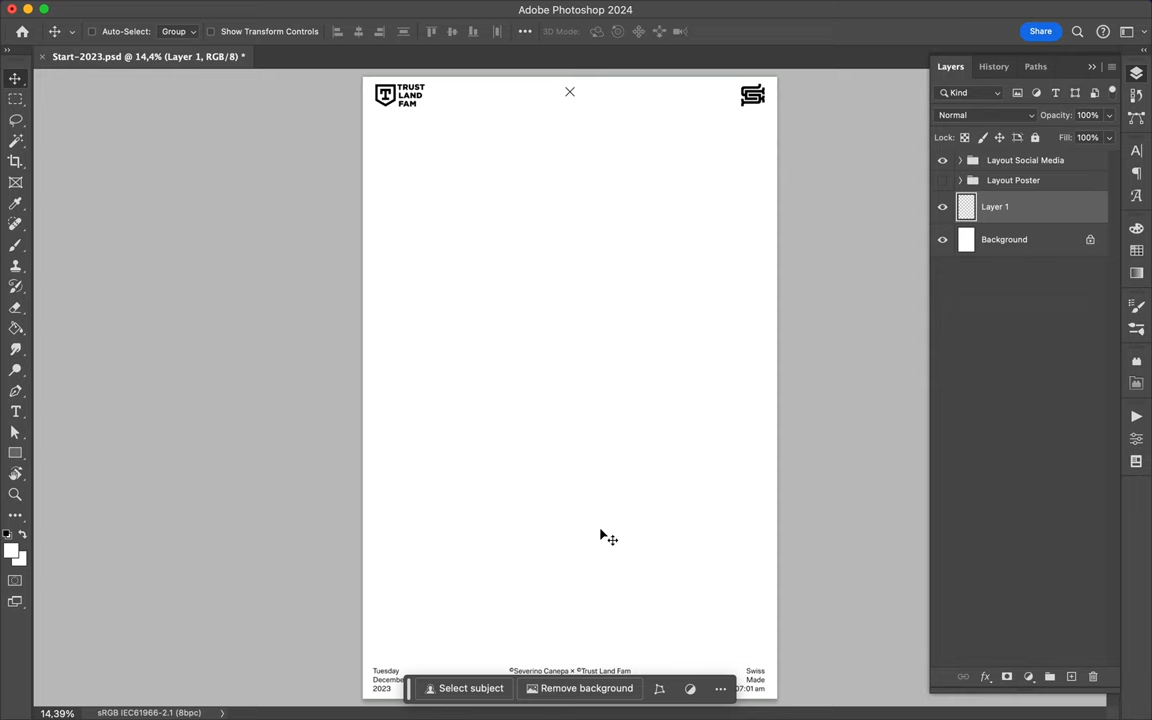 Adobe Photoshop 2024
Auto-Select: Group Show Transform Controls 3D Mode: Share
Start-2023.psd @ 14,4% (Layer 1, RGB/8) *
Layers History Paths
Kind
Normal Opacity: 100%
Lock: Fill: 100%
Layout Social Media
Layout Poster
Layer 1
Background
TRUST
LAND
FAM
Tuesday
Decembe
2023
©Severino Canepa × ©Trust Land Fam
Swiss
Made
07:01 am
Select subject Remove background
14,39% sRGB IEC61966-2.1 (8bpc)